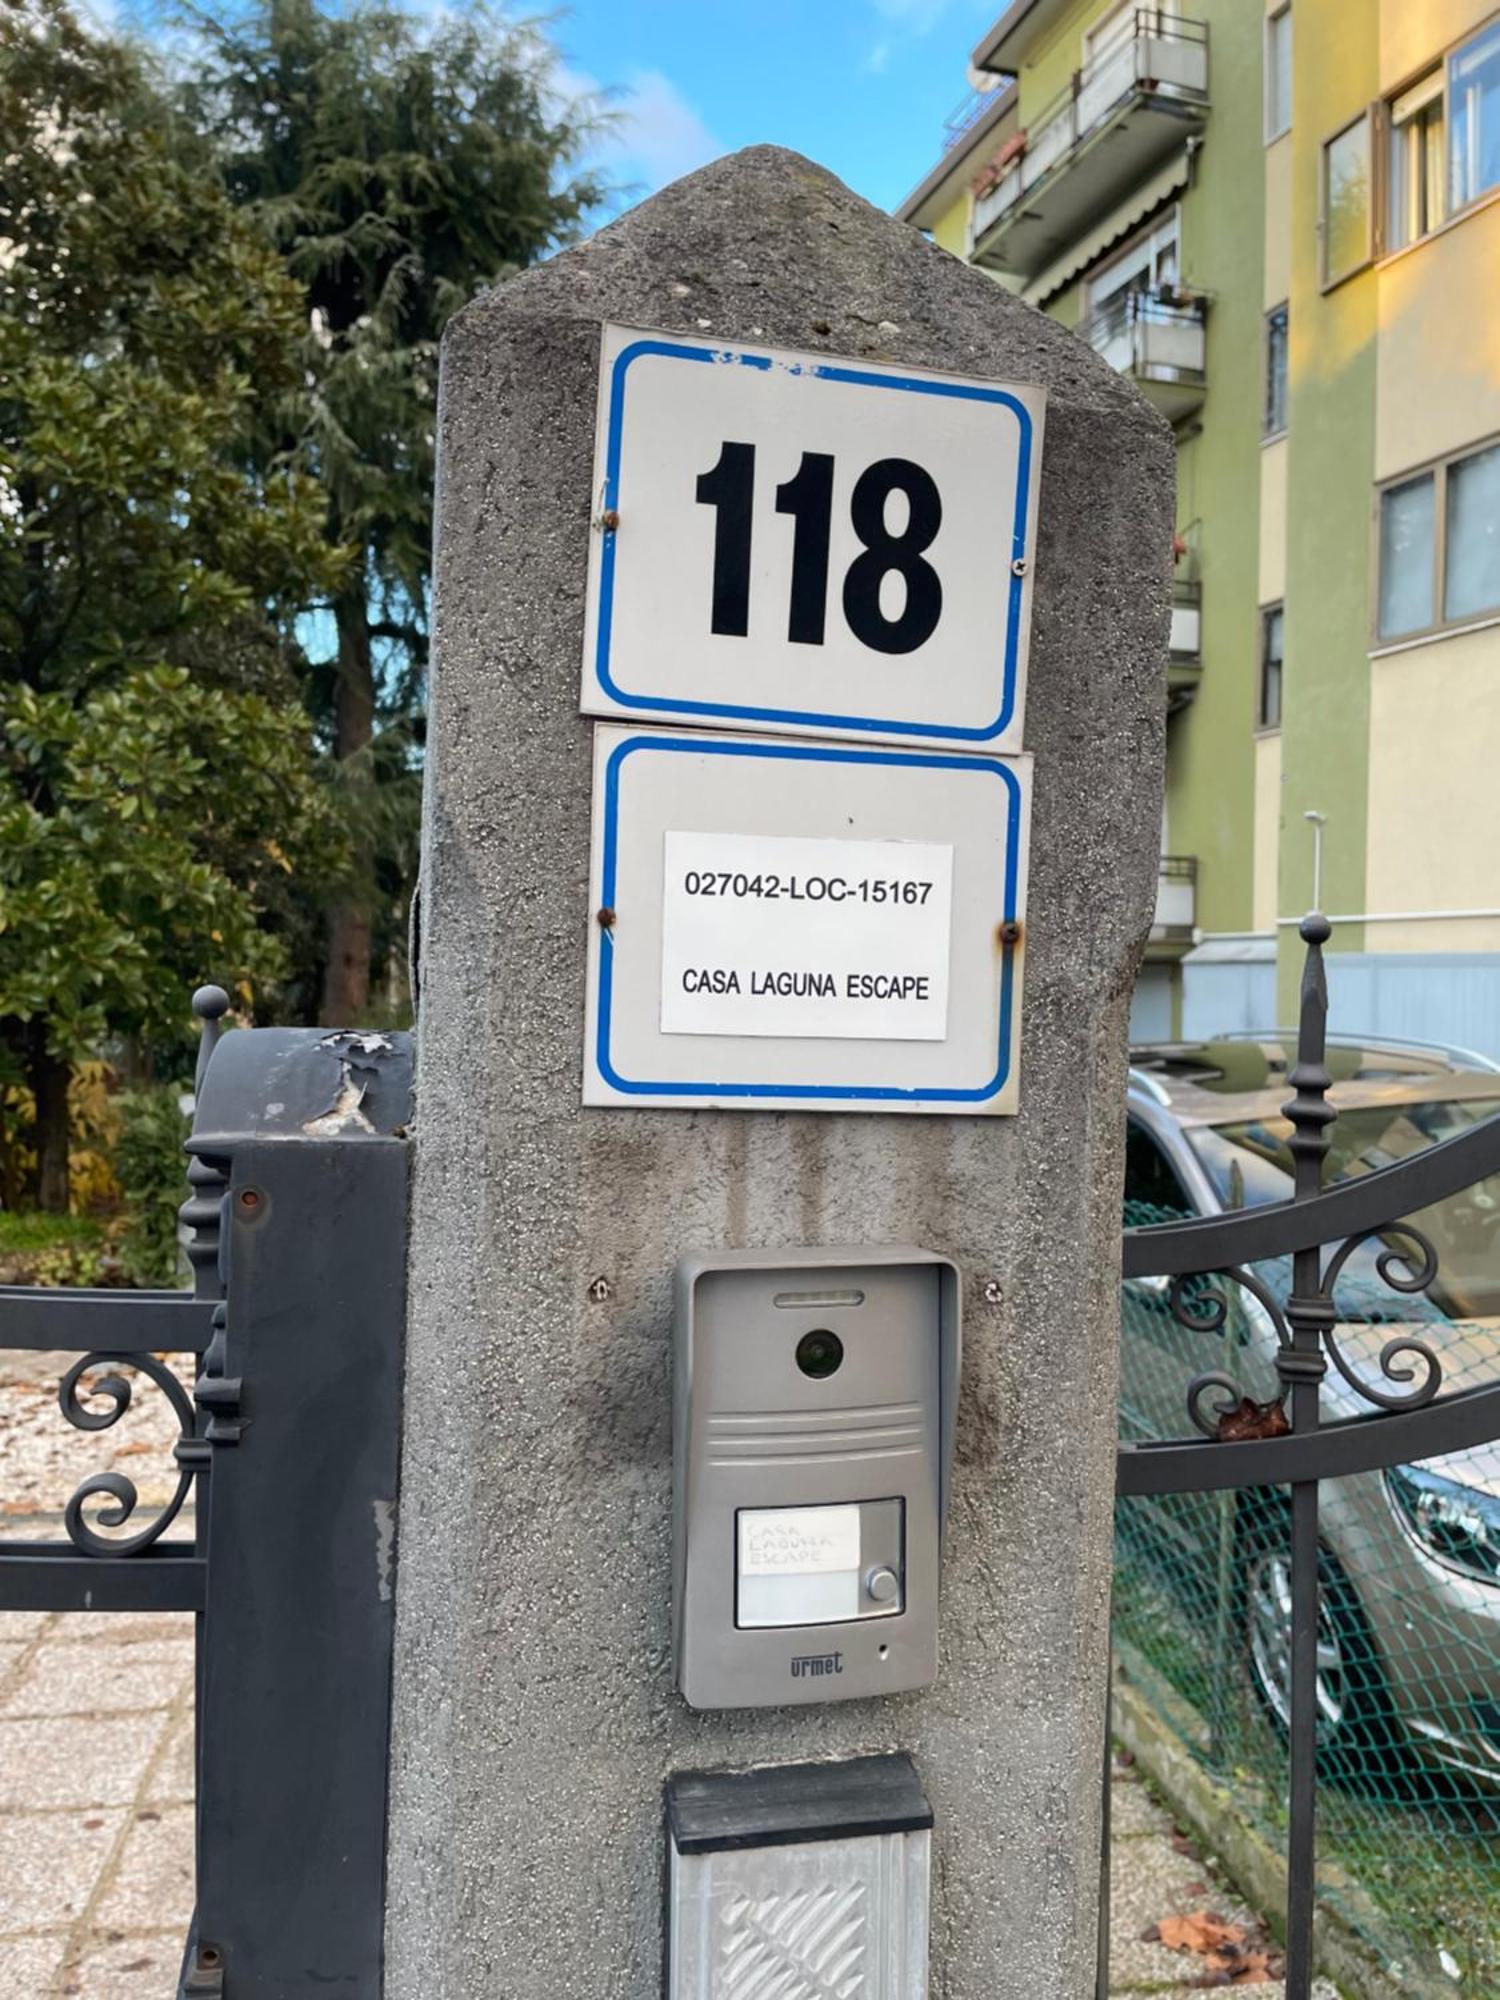 118
027042-LOC-15167
CASA LAGUNA ESCAPE
CASA
LAGUNA
ESCAPE
urmet